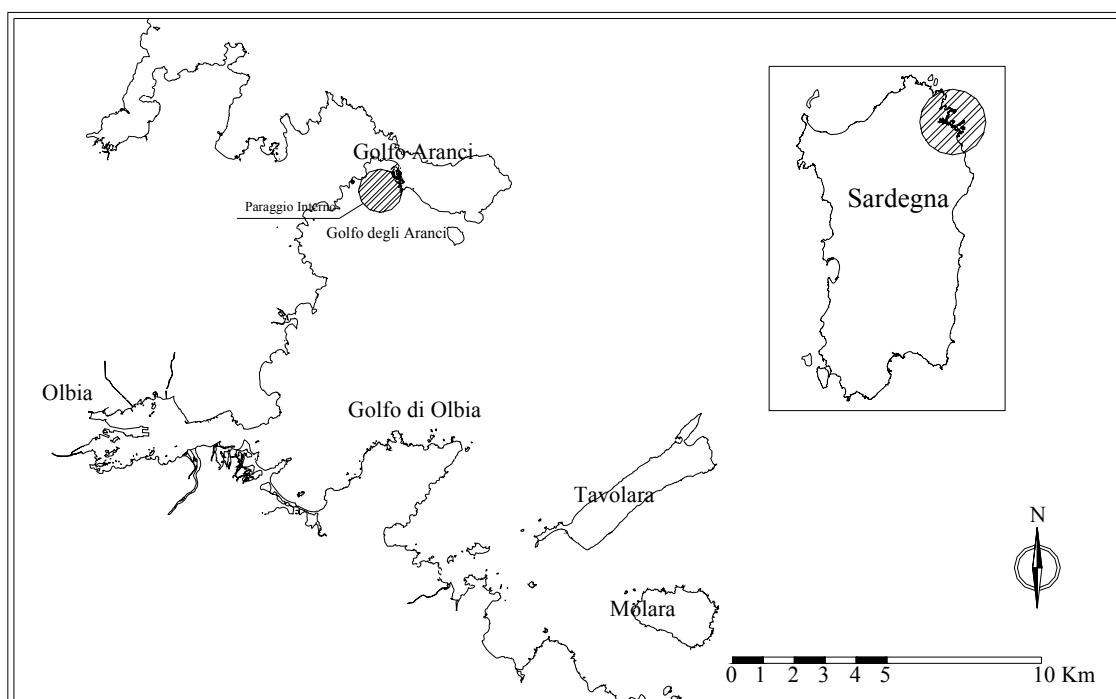 Golfo Aranci
Paraggio Interno
Golfo degli Aranci
Sardegna
Olbia
Golfo di Olbia
Tavolara
Molara
N
0 1 2 3 4 5 10 Km